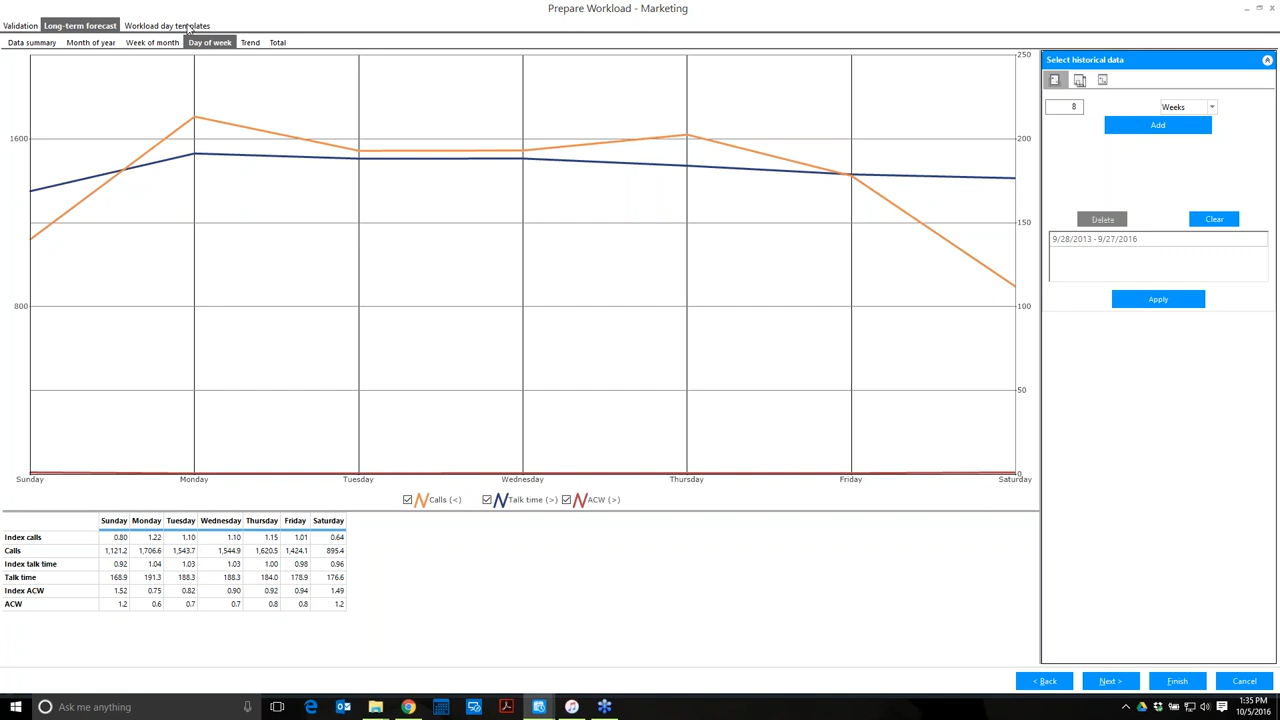 Prepare Workload - Marketing
Validation Long-term forecast Workload day templates
Data summary Month of year Week of month Day of week Trend Total
250
1600 200
150
800 100
50
0
Sunday Monday Tuesday Wednesday Thursday Friday Saturday
Calls (<) Talk time (>) ACW (>)
Sunday Monday Tuesday Wednesday Thursday Friday Saturday
Index calls 0.80 1.22 1.10 1.10 1.15 1.01 0.64
Calls 1,121.2 1,706.6 1,543.7 1,544.9 1,620.5 1,424.1 895.4
Index talk time 0.92 1.04 1.03 1.03 1.00 0.98 0.96
Talk time 168.9 191.3 188.3 188.3 184.0 178.9 176.6
Index ACW 1.52 0.75 0.82 0.90 0.92 0.94 1.49
ACW 1.2 0.6 0.7 0.7 0.8 0.8 1.2
Select historical data
8 Weeks
Add
Delete Clear
9/28/2013 - 9/27/2016
Apply
< Back Next > Finish Cancel
Ask me anything
1:35 PM
10/5/2016